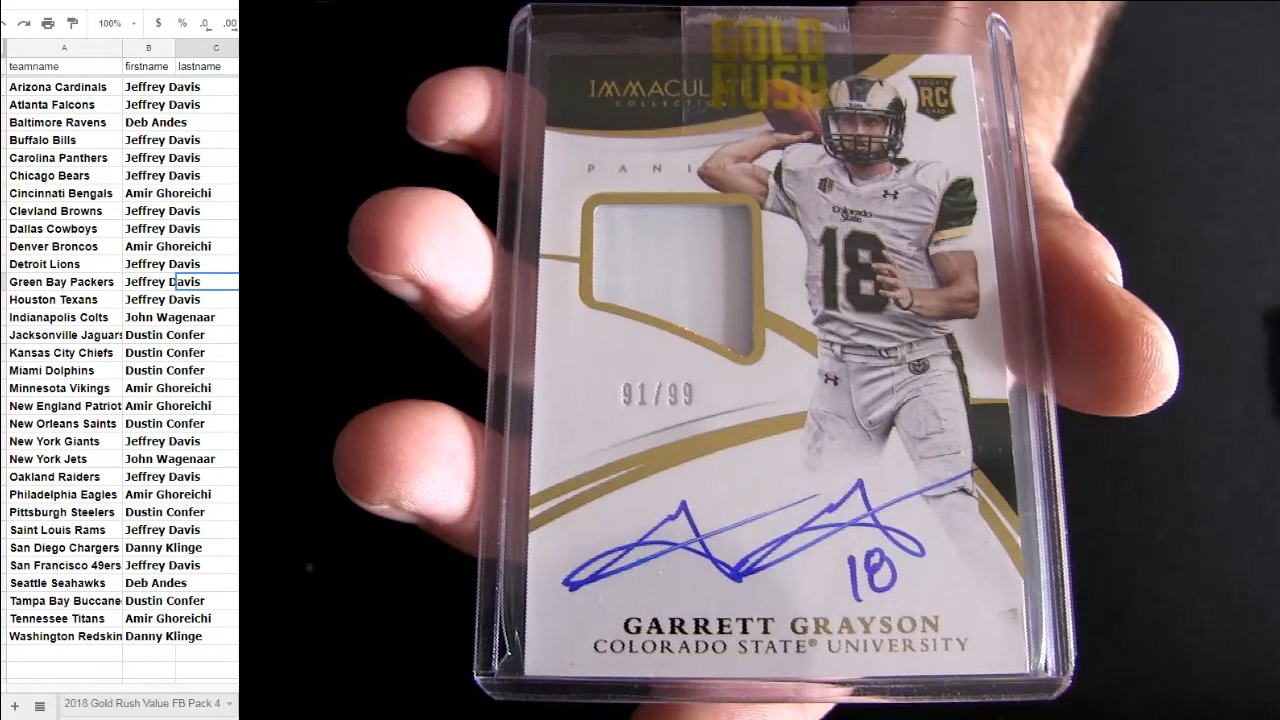 100% $ % .0 .00
A B C
teamname firstname lastname
Arizona Cardinals Jeffrey Davis
Atlanta Falcons Jeffrey Davis
Baltimore Ravens Deb Andes
Buffalo Bills Jeffrey Davis
Carolina Panthers Jeffrey Davis
Chicago Bears Jeffrey Davis
Cincinnati Bengals Amir Ghoreichi
Clevland Browns Jeffrey Davis
Dallas Cowboys Jeffrey Davis
Denver Broncos Amir Ghoreichi
Detroit Lions Jeffrey Davis
Green Bay Packers Jeffrey Davis
Houston Texans Jeffrey Davis
Indianapolis Colts John Wagenaar
Jacksonville Jaguars Dustin Confer
Kansas City Chiefs Dustin Confer
Miami Dolphins Dustin Confer
Minnesota Vikings Amir Ghoreichi
New England Patriot Amir Ghoreichi
New Orleans Saints Dustin Confer
New York Giants Jeffrey Davis
New York Jets John Wagenaar
Oakland Raiders Jeffrey Davis
Philadelphia Eagles Amir Ghoreichi
Pittsburgh Steelers Dustin Confer
Saint Louis Rams Jeffrey Davis
San Diego Chargers Danny Klinge
San Francisco 49ers Jeffrey Davis
Seattle Seahawks Deb Andes
Tampa Bay Buccane Dustin Confer
Tennessee Titans Amir Ghoreichi
Washington Redskin Danny Klinge
2018 Gold Rush Value FB Pack 4
GOLD
RUSH
IMMACULATE
COLLECTION
ROOKIE
RC
CARD
PANINI
Colorado
State
18
91/99
18
GARRETT GRAYSON
COLORADO STATE® UNIVERSITY